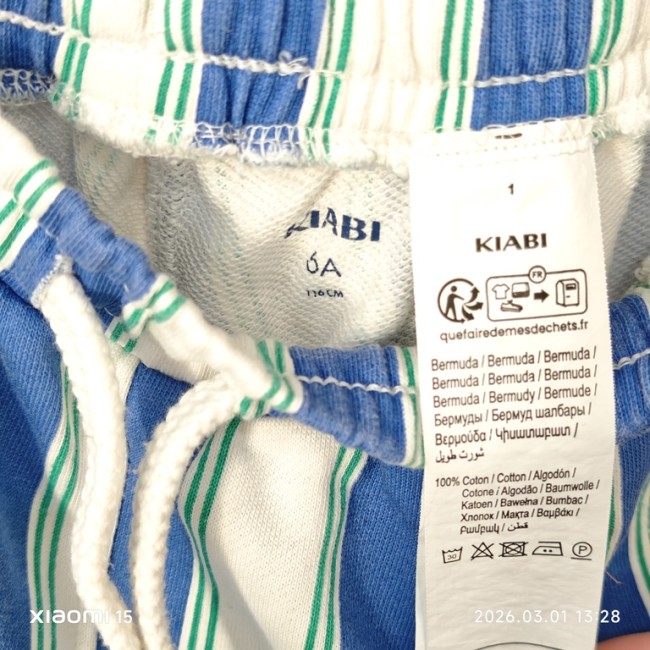 KIABI
6A
116CM
1
KIABI
FR
quefairedemesdechets.fr
Bermuda / Bermuda / Bermuda /
Bermuda / Bermuda / Bermuda /
Bermuda / Bermudy / Bermude /
Бермуды / Бермуд шалбары /
Βερμούδα / Կիսատաբատ /
شورت طويل
100% Coton / Cotton / Algodón /
Cotone / Algodão / Baumwolle /
Katoen / Bawełna / Bumbac /
Хлопок / Мақта / Βαμβάκι /
Բամբակ / قطن
30
P
xiaomi 15
2026.03.01 13:28